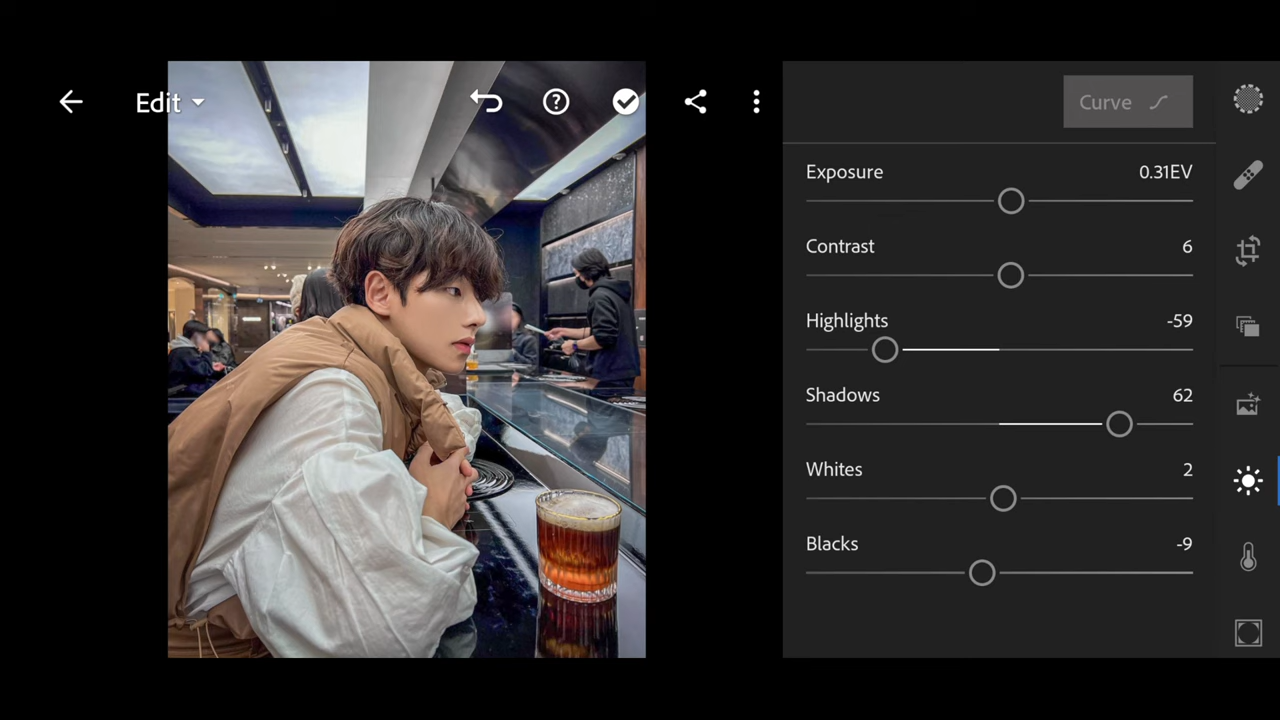 Edit
Curve
Exposure 0.31EV
Contrast 6
Highlights -59
Shadows 62
Whites 2
Blacks -9